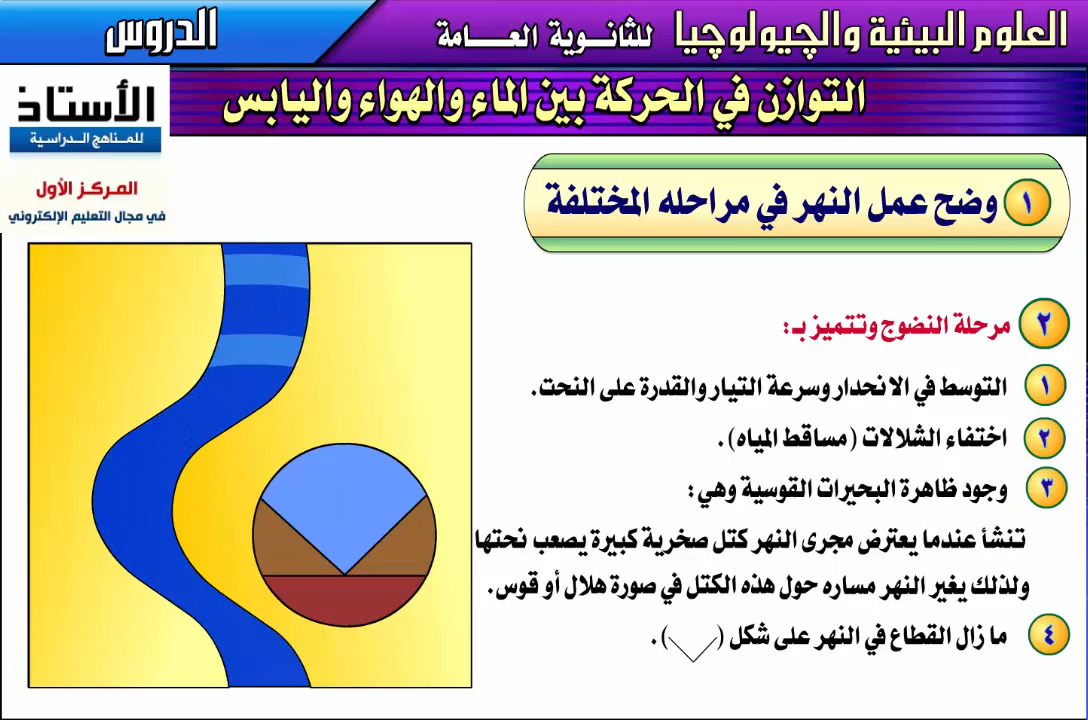 العلوم البيئية والچيولوچيا للثانوية العامة
الدروس
التوازن في الحركة بين الماء والهواء واليابس
الأستاذ
للمناهج الدراسية
المركز الأول
في مجال التعليم الإلكتروني
١ وضح عمل النهر في مراحله المختلفة
٢ مرحلة النضوج وتتميز بـ:
١ التوسط في الانحدار وسرعة التيار والقدرة على النحت.
٢ اختفاء الشلالات (مساقط المياه).
٣ وجود ظاهرة البحيرات القوسية وهي:
تنشأ عندما يعترض مجرى النهر كتل صخرية كبيرة يصعب نحتها
ولذلك يغير النهر مساره حول هذه الكتل في صورة هلال أو قوس.
٤ ما زال القطاع في النهر على شكل ( ).